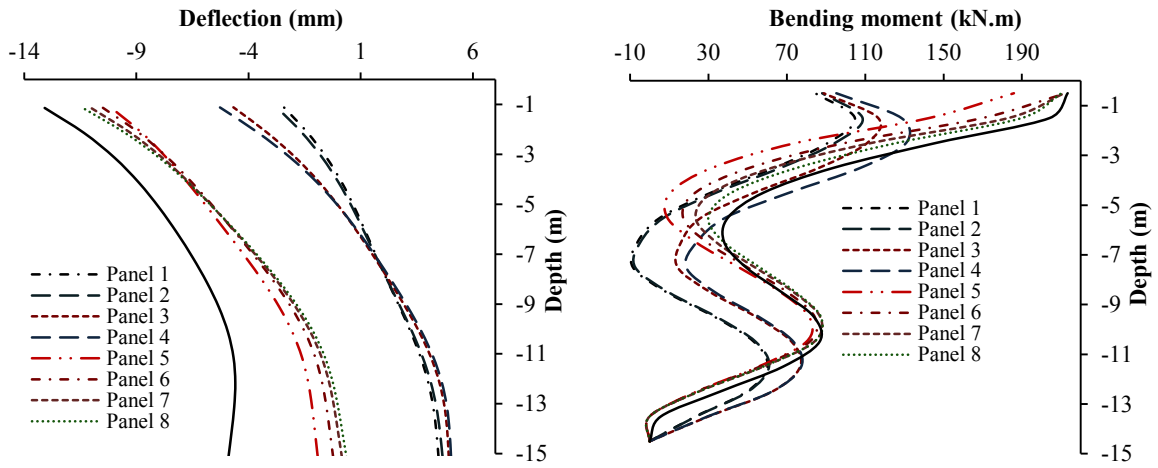 Deflection (mm)
-14 -9 -4 1 6
-1
-3
-5
-7
-9
-11
-13
-15
Depth (m)
Panel 1
Panel 2
Panel 3
Panel 4
Panel 5
Panel 6
Panel 7
Panel 8
Bending moment (kN.m)
-10 30 70 110 150 190
-1
-3
-5
-7
-9
-11
-13
-15
Depth (m)
Panel 1
Panel 2
Panel 3
Panel 4
Panel 5
Panel 6
Panel 7
Panel 8